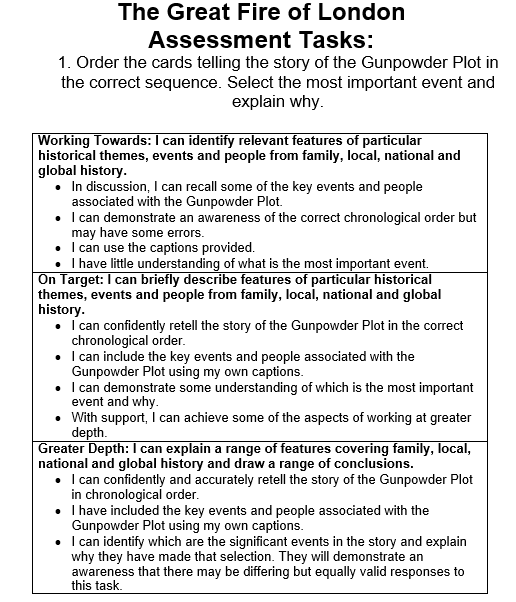 The Great Fire of London
Assessment Tasks:
1. Order the cards telling the story of the Gunpowder Plot in
the correct sequence. Select the most important event and
explain why.
Working Towards: I can identify relevant features of particular
historical themes, events and people from family, local, national and
global history.
• In discussion, I can recall some of the key events and people
associated with the Gunpowder Plot.
• I can demonstrate an awareness of the correct chronological order but
may have some errors.
• I can use the captions provided.
• I have little understanding of what is the most important event.
On Target: I can briefly describe features of particular historical
themes, events and people from family, local, national and global
history.
• I can confidently retell the story of the Gunpowder Plot in the correct
chronological order.
• I can include the key events and people associated with the
Gunpowder Plot using my own captions.
• I can demonstrate some understanding of which is the most important
event and why.
• With support, I can achieve some of the aspects of working at greater
depth.
Greater Depth: I can explain a range of features covering family, local,
national and global history and draw a range of conclusions.
• I can confidently and accurately retell the story of the Gunpowder Plot
in chronological order.
• I have included the key events and people associated with the
Gunpowder Plot using my own captions.
• I can identify which are the significant events in the story and explain
why they have made that selection. They will demonstrate an
awareness that there may be differing but equally valid responses to
this task.